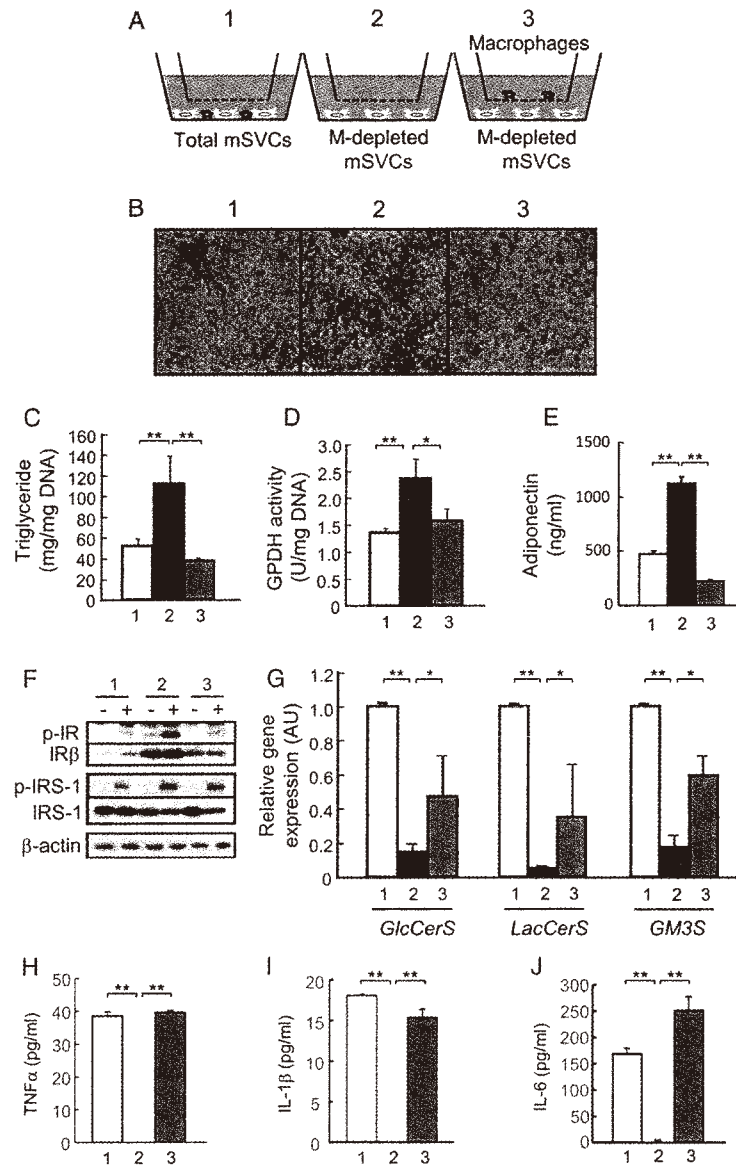 A
1 2 3
Macrophages
Total mSVCs
M-depleted
mSVCs
M-depleted
mSVCs
B
1 2 3
C
Triglyceride
(mg/mg DNA)
160
140
120
100
80
60
40
20
0
** **
1 2 3
D
GPDH activity
(U/mg DNA)
3.0
2.5
2.0
1.5
1.0
0.5
0.0
** *
1 2 3
E
Adiponectin
(ng/ml)
1500
1000
500
0
** **
1 2 3
F
1 2 3
- + - + - +
p-IR
IRβ
p-IRS-1
IRS-1
β-actin
G
Relative gene
expression (AU)
1.2
1.0
0.8
0.6
0.4
0.2
0
** * ** * ** *
1 2 3 1 2 3 1 2 3
GlcCerS LacCerS GM3S
H
TNFα (pg/ml)
50
40
30
20
10
0
** **
1 2 3
I
IL-1β (pg/ml)
20
15
10
5
0
** **
1 2 3
J
IL-6 (pg/ml)
300
250
200
150
100
50
0
** **
1 2 3